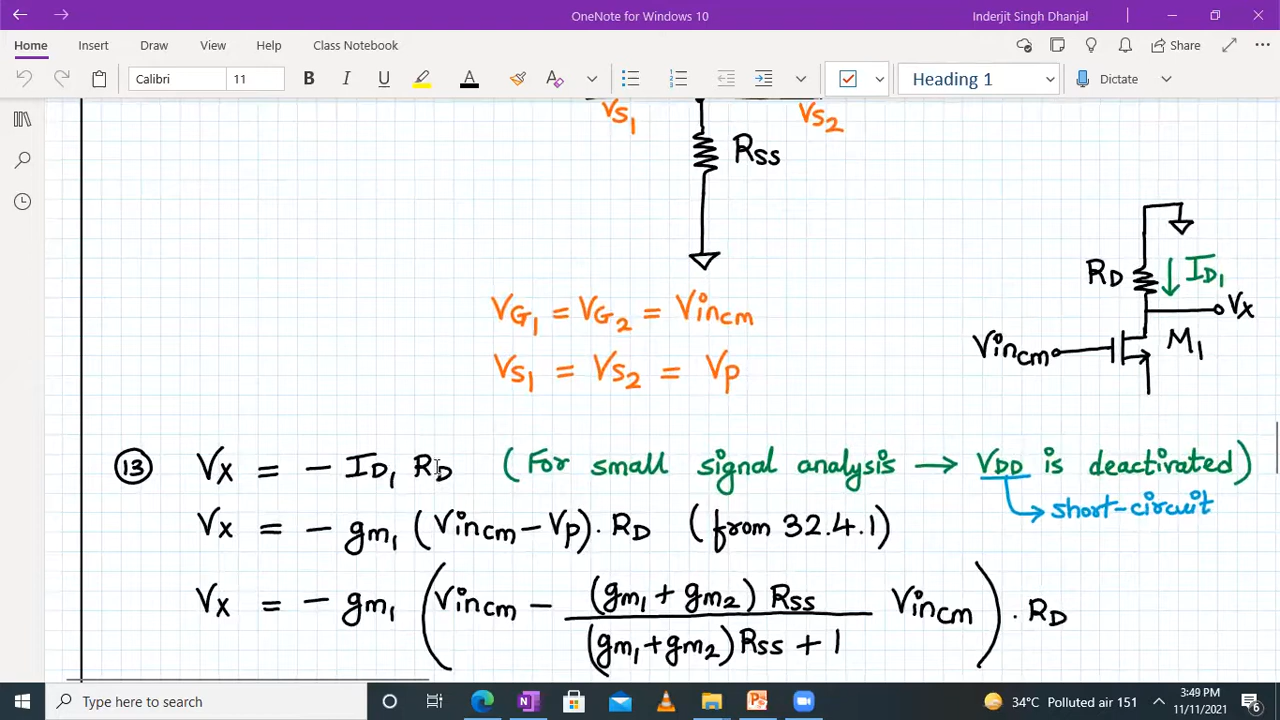 OneNote for Windows 10
Inderjit Singh Dhanjal
Home Insert Draw View Help Class Notebook
Share
Calibri 11 B I U A Heading 1 Dictate
VS1 VS2
RSS
RD ID1
VX
Vincm M1
VG1 = VG2 = Vincm
VS1 = VS2 = Vp
13 VX = - ID1 RD (For small signal analysis → VDD is deactivated)
→ short-circuit
VX = - gm1 (Vincm - Vp) . RD (from 32.4.1)
VX = - gm1 (Vincm - (gm1 + gm2) RSS / (gm1+gm2) RSS + 1 Vincm) . RD
Type here to search
34°C Polluted air 151
3:49 PM
11/11/2021
6